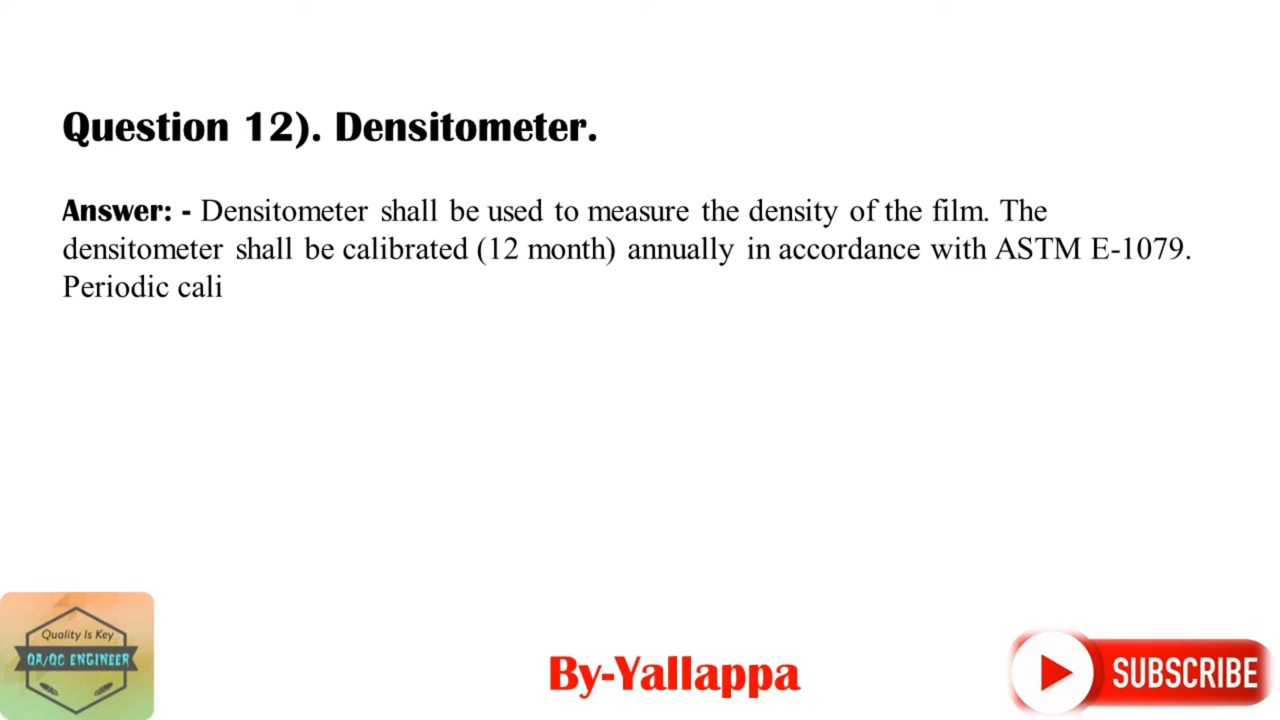 Question 12). Densitometer.
Answer: - Densitometer shall be used to measure the density of the film. The
densitometer shall be calibrated (12 month) annually in accordance with ASTM E-1079.
Periodic cali
Quality Is Key
QA/QC ENGINEER
By-Yallappa
SUBSCRIBE